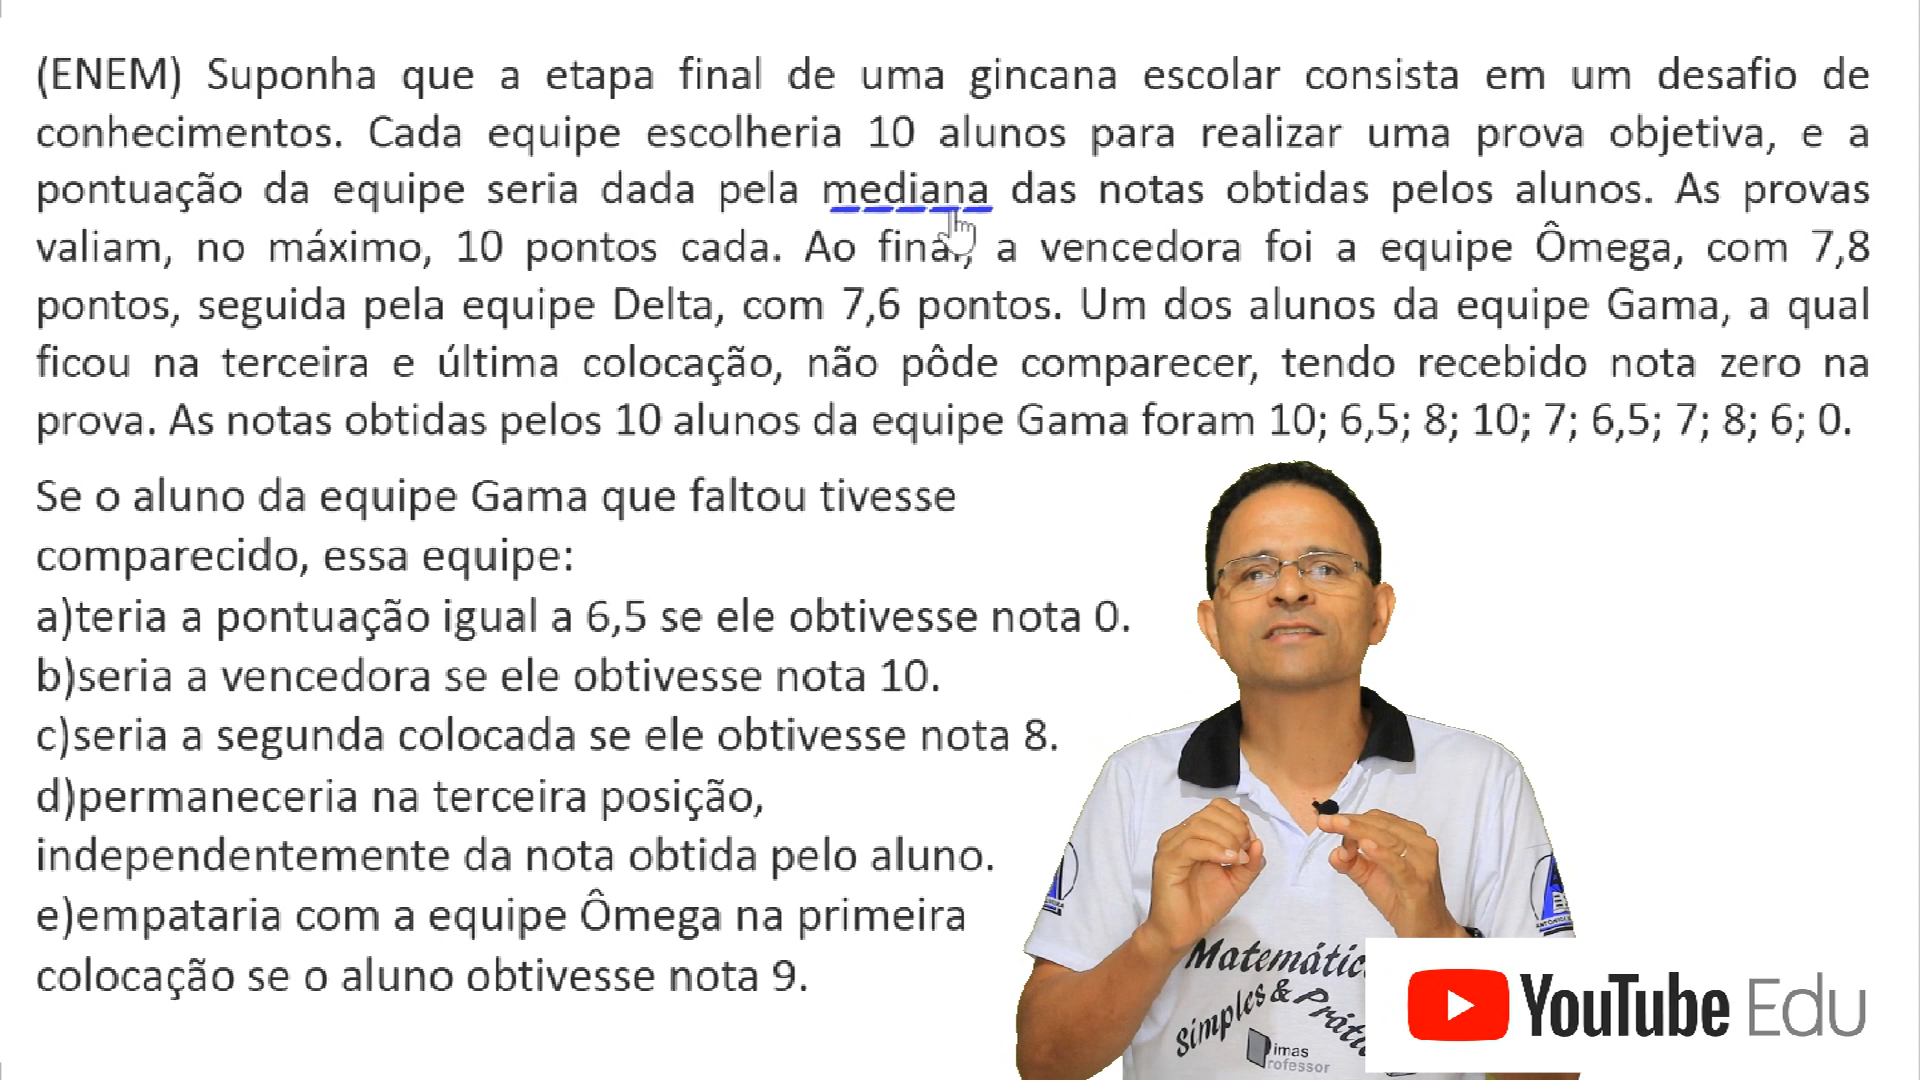 (ENEM) Suponha que a etapa final de uma gincana escolar consista em um desafio de
conhecimentos. Cada equipe escolheria 10 alunos para realizar uma prova objetiva, e a
pontuação da equipe seria dada pela mediana das notas obtidas pelos alunos. As provas
valiam, no máximo, 10 pontos cada. Ao final, a vencedora foi a equipe Ômega, com 7,8
pontos, seguida pela equipe Delta, com 7,6 pontos. Um dos alunos da equipe Gama, a qual
ficou na terceira e última colocação, não pôde comparecer, tendo recebido nota zero na
prova. As notas obtidas pelos 10 alunos da equipe Gama foram 10; 6,5; 8; 10; 7; 6,5; 7; 8; 6; 0.
Se o aluno da equipe Gama que faltou tivesse
comparecido, essa equipe:
a)teria a pontuação igual a 6,5 se ele obtivesse nota 0.
b)seria a vencedora se ele obtivesse nota 10.
c)seria a segunda colocada se ele obtivesse nota 8.
d)permaneceria na terceira posição,
independentemente da nota obtida pelo aluno.
e)empataria com a equipe Ômega na primeira
colocação se o aluno obtivesse nota 9.
Simples &
imas
rofessor
YouTube Edu